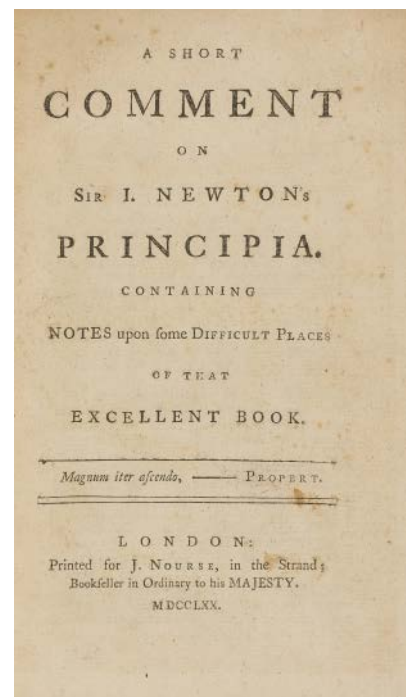 A SHORT
COMMENT
ON
SIR I. NEWTON's
PRINCIPIA.
CONTAINING
NOTES upon ſome DIFFICULT PLACES
OF THAT
EXCELLENT BOOK.
Magnum iter aſcendo, —— PROPERT.
LONDON:
Printed for J. NOURSE, in the Strand;
Bookſeller in Ordinary to his MAJESTY.
MDCCLXX.